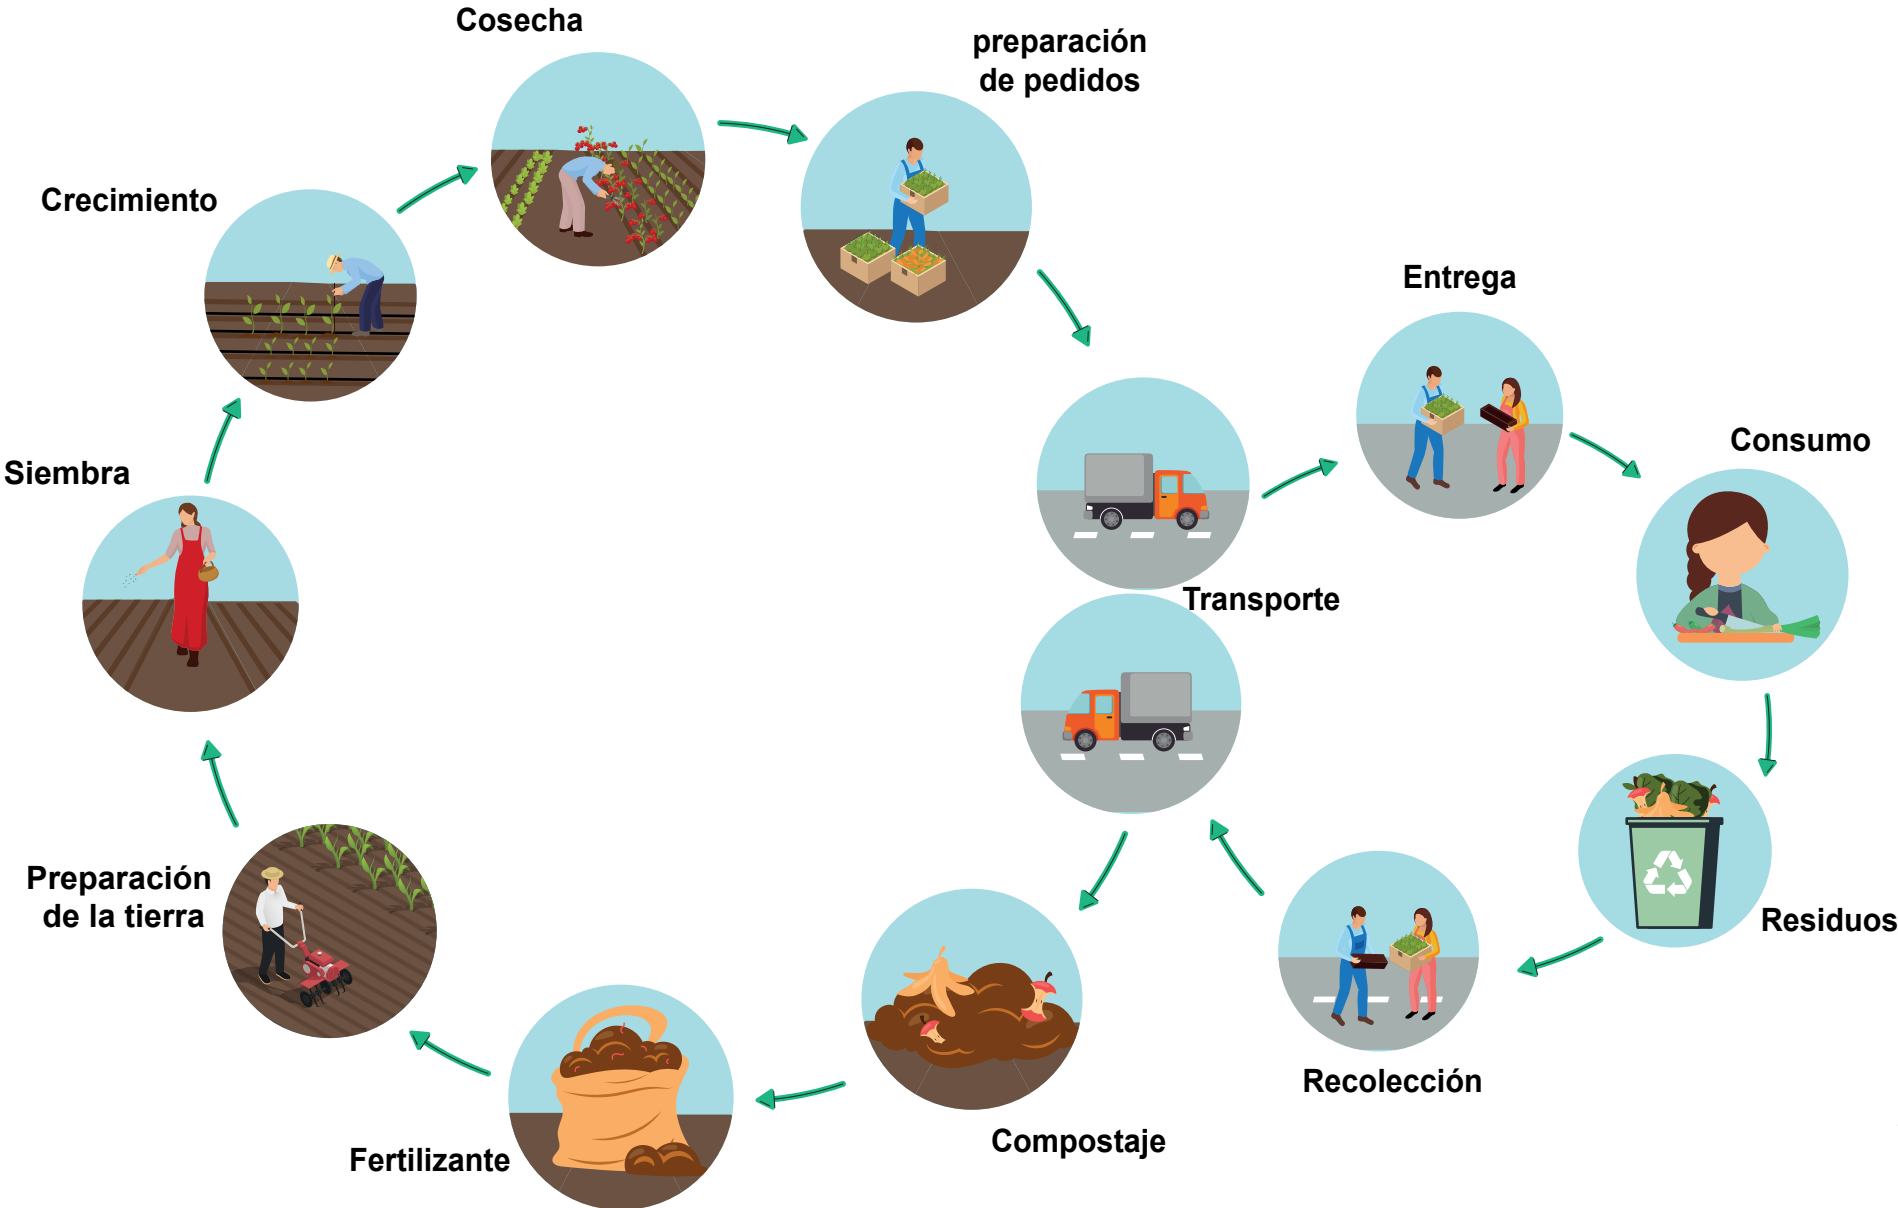 Cosecha
preparación
de pedidos
Crecimiento
Entrega
Consumo
Siembra
Transporte
Preparación
de la tierra
Residuos
Recolección
Compostaje
Fertilizante